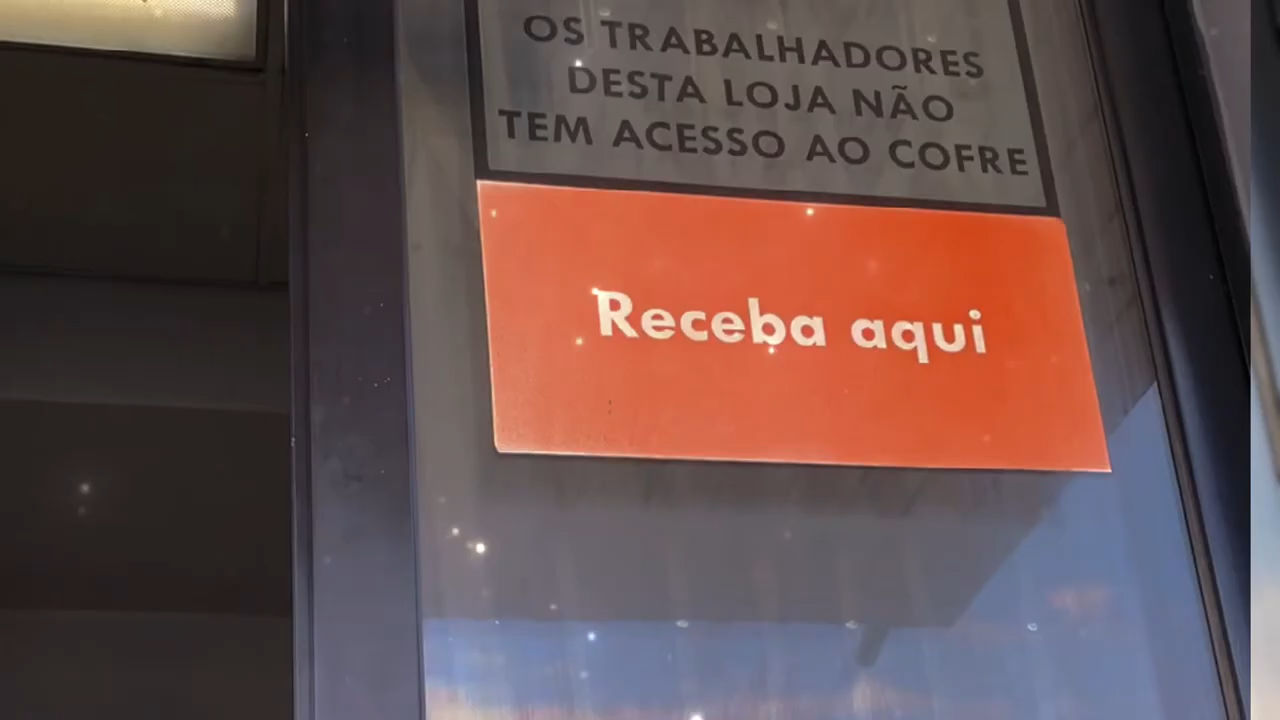 OS TRABALHADORES
DESTA LOJA NÃO
TEM ACESSO AO COFRE
Receba aqui